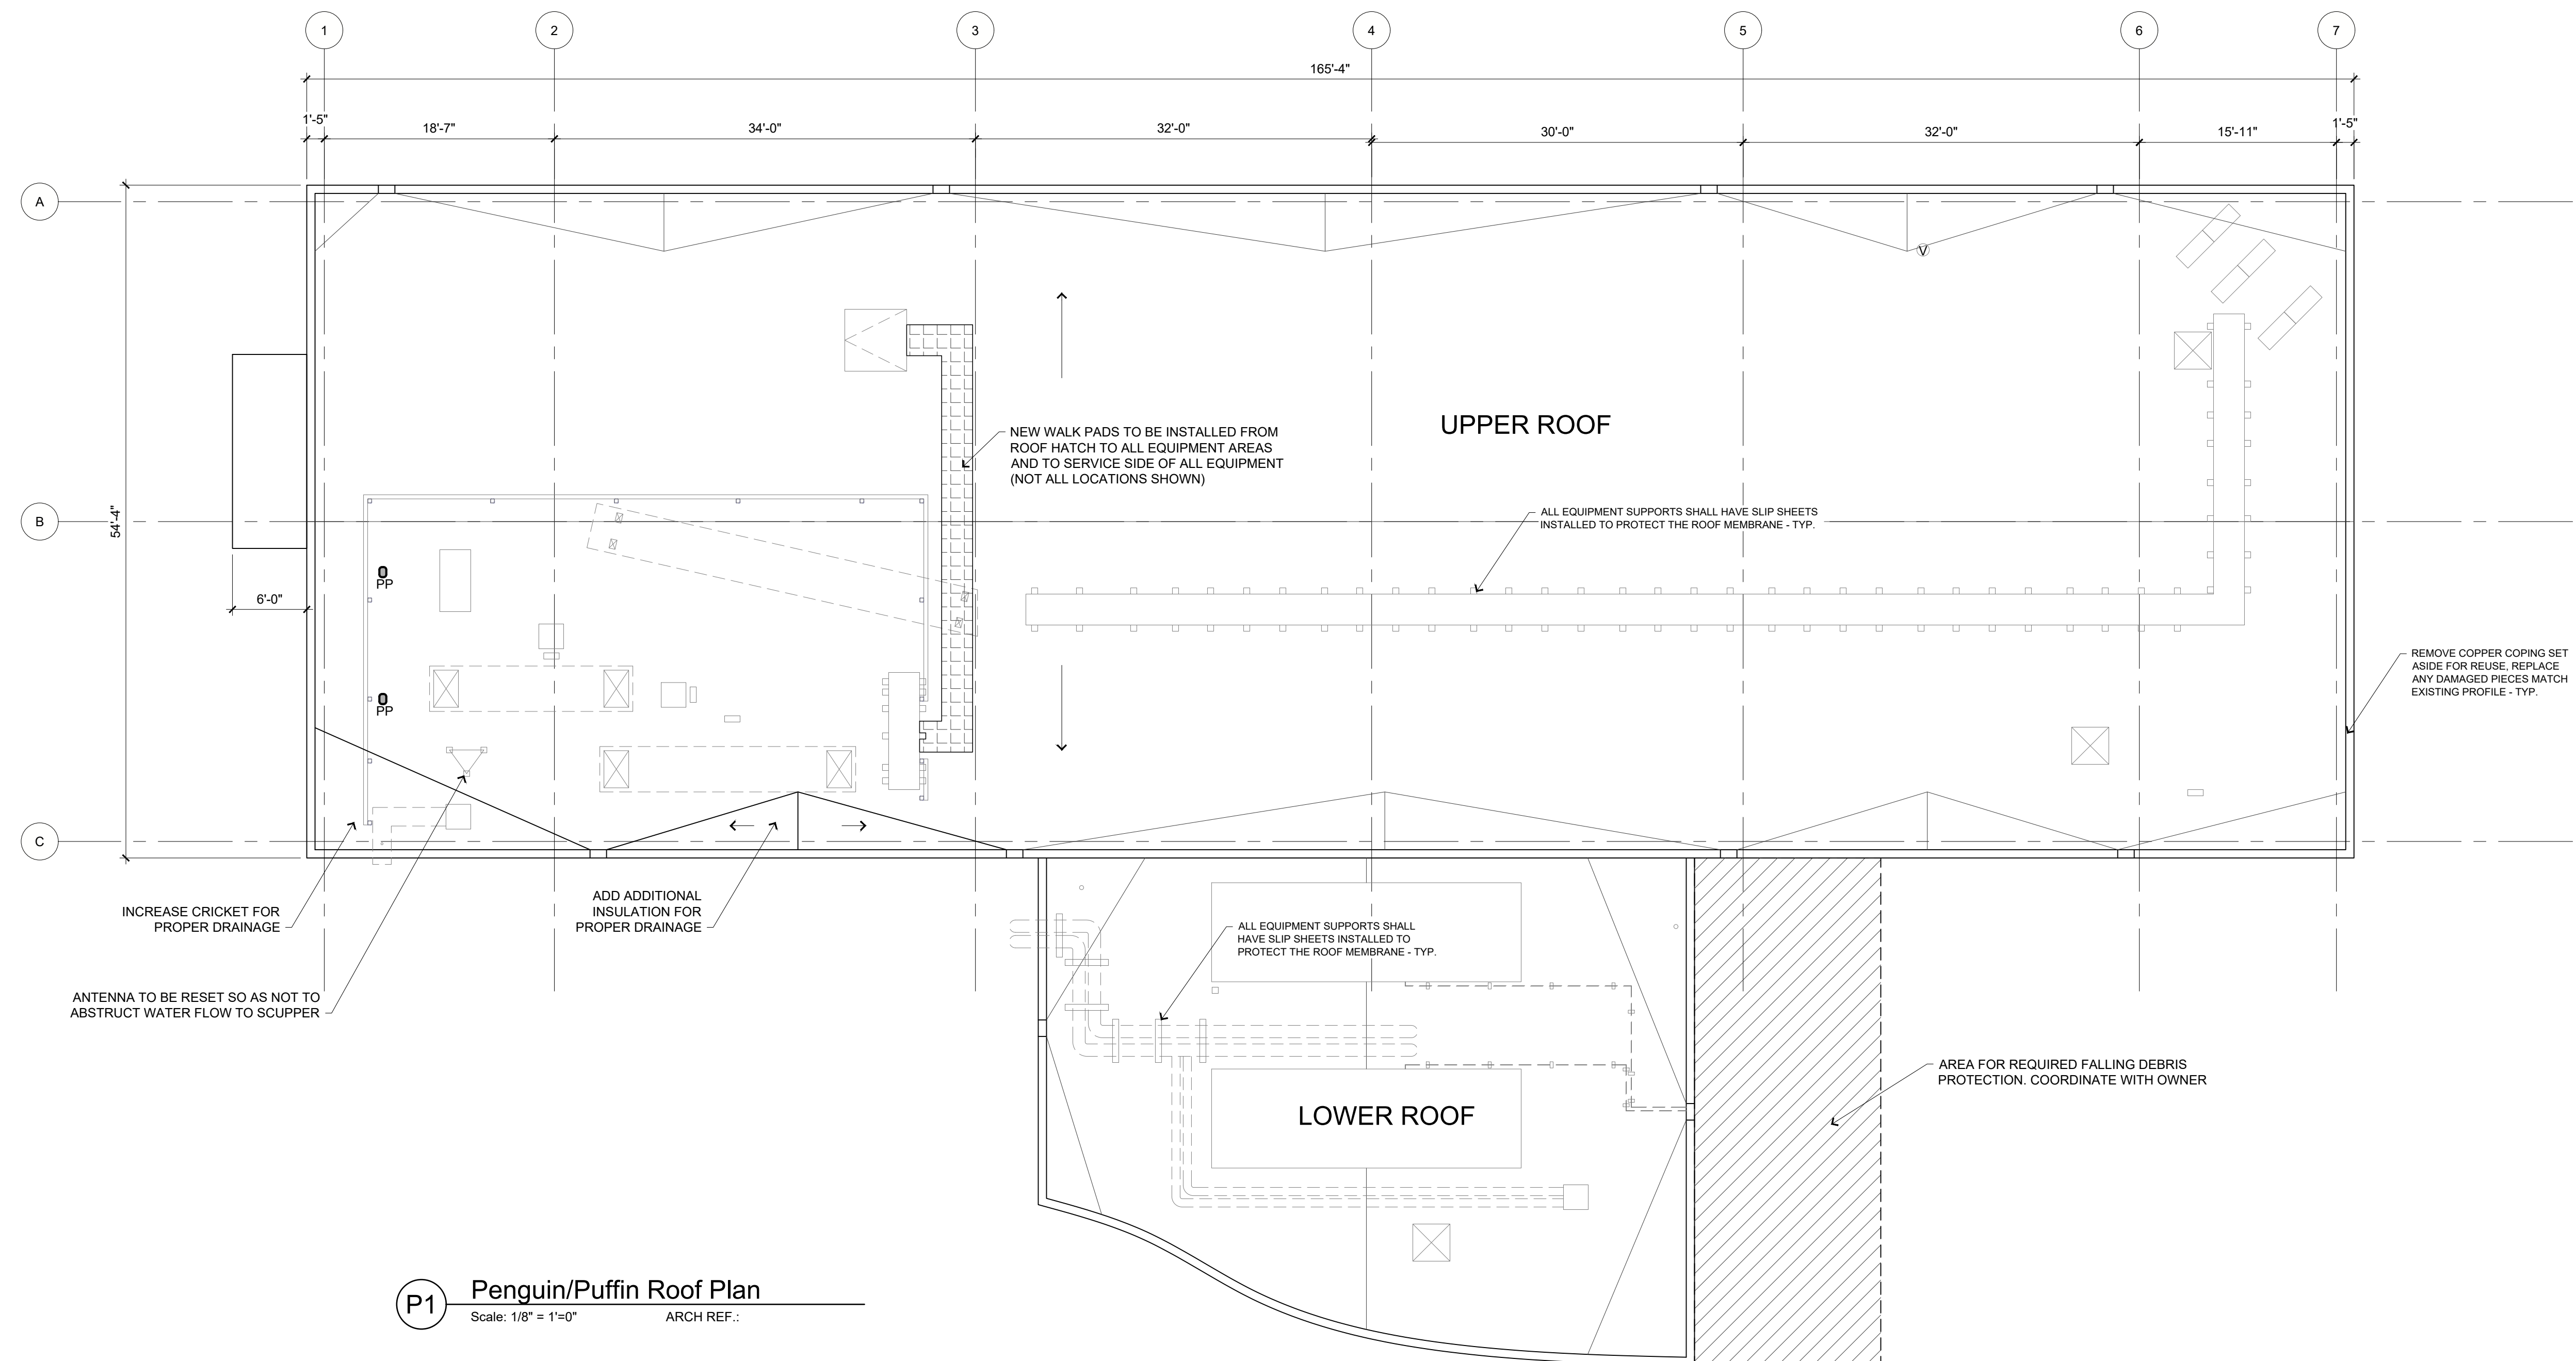 1 2 3 4 5 6 7
165'-4"
1'-5" 18'-7" 34'-0" 32'-0" 30'-0" 32'-0" 15'-11" 1'-5"
A
V
UPPER ROOF
NEW WALK PADS TO BE INSTALLED FROM
ROOF HATCH TO ALL EQUIPMENT AREAS
AND TO SERVICE SIDE OF ALL EQUIPMENT
(NOT ALL LOCATIONS SHOWN)
ALL EQUIPMENT SUPPORTS SHALL HAVE SLIP SHEETS
INSTALLED TO PROTECT THE ROOF MEMBRANE - TYP.
B
54'-4"
PP
6'-0"
REMOVE COPPER COPING SET
ASIDE FOR REUSE, REPLACE
ANY DAMAGED PIECES MATCH
EXISTING PROFILE - TYP.
PP
C
INCREASE CRICKET FOR
PROPER DRAINAGE
ADD ADDITIONAL
INSULATION FOR
PROPER DRAINAGE
ALL EQUIPMENT SUPPORTS SHALL
HAVE SLIP SHEETS INSTALLED TO
PROTECT THE ROOF MEMBRANE - TYP.
ANTENNA TO BE RESET SO AS NOT TO
ABSTRUCT WATER FLOW TO SCUPPER
AREA FOR REQUIRED FALLING DEBRIS
PROTECTION. COORDINATE WITH OWNER
LOWER ROOF
P1 Penguin/Puffin Roof Plan
Scale: 1/8" = 1'=0" ARCH REF.: